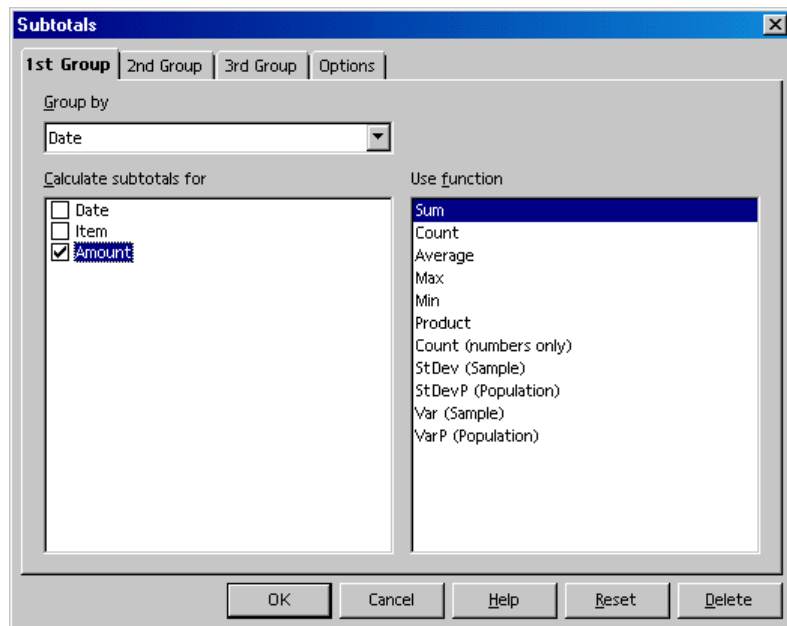 Subtotals
1st Group 2nd Group 3rd Group Options
Group by
Date
Calculate subtotals for
Date
Item
Amount
Use function
Sum
Count
Average
Max
Min
Product
Count (numbers only)
StDev (Sample)
StDevP (Population)
Var (Sample)
VarP (Population)
OK Cancel Help Reset Delete